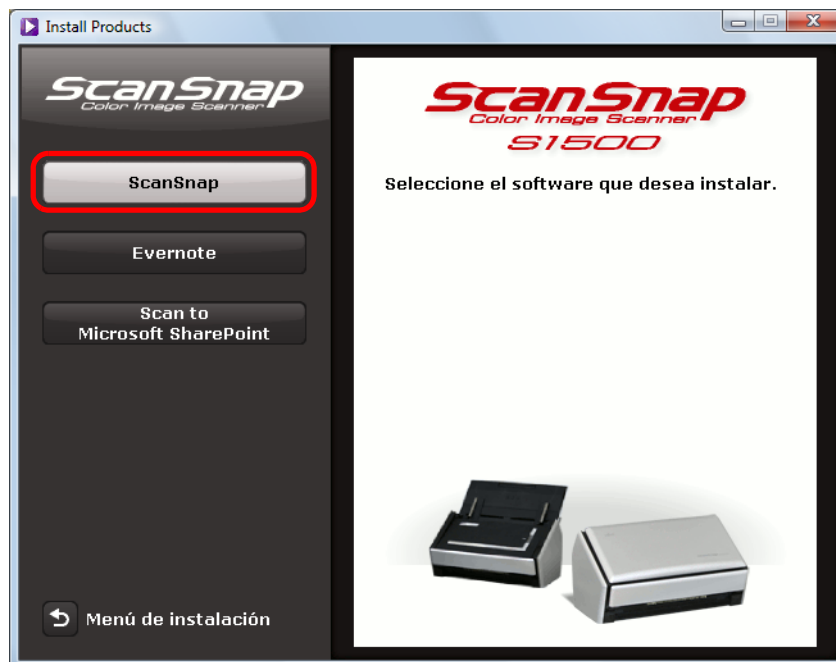 Install Products
ScanSnap
Color Image Scanner
ScanSnap
Evernote
Scan to
Microsoft SharePoint
Menú de instalación
ScanSnap
Color Image Scanner
S1500
Seleccione el software que desea instalar.